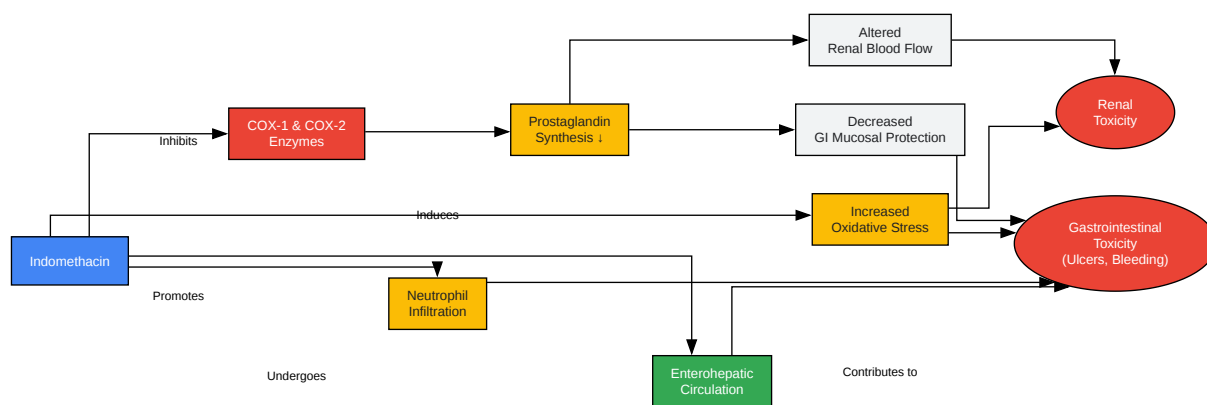 Altered
Renal Blood Flow
Renal
Toxicity
COX-1 & COX-2
Enzymes
Inhibits
Prostaglandin
Synthesis ↓
Decreased
GI Mucosal Protection
Induces
Increased
Oxidative Stress
Gastrointestinal
Toxicity
(Ulcers, Bleeding)
Indomethacin
Promotes
Neutrophil
Infiltration
Undergoes
Enterohepatic
Circulation
Contributes to